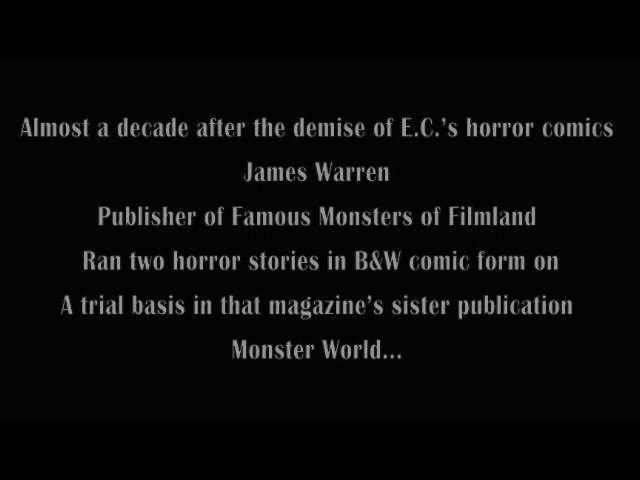 Almost a decade after the demise of E.C.'s horror comics
James Warren
Publisher of Famous Monsters of Filmland
Ran two horror stories in B&W comic form on
A trial basis in that magazine's sister publication
Monster World...